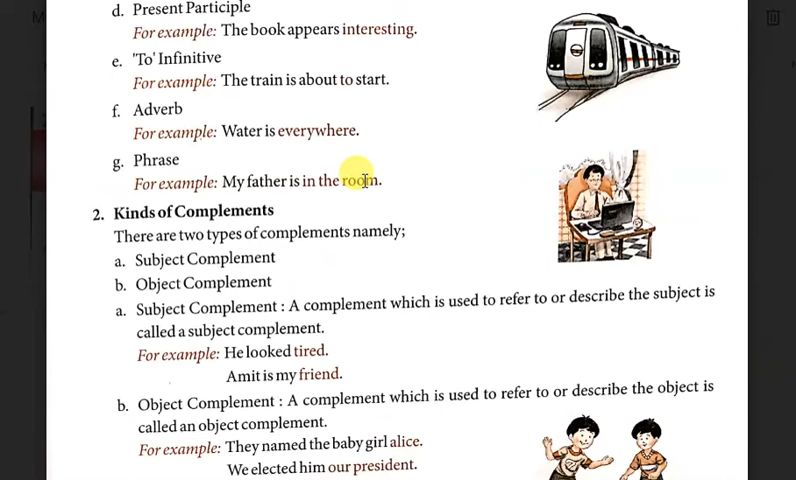 d. Present Participle
For example: The book appears interesting.
e. 'To' Infinitive
For example: The train is about to start.
f. Adverb
For example: Water is everywhere.
g. Phrase
For example: My father is in the room.
2. Kinds of Complements
There are two types of complements namely;
a. Subject Complement
b. Object Complement
a. Subject Complement : A complement which is used to refer to or describe the subject is
called a subject complement.
For example: He looked tired.
Amit is my friend.
b. Object Complement : A complement which is used to refer to or describe the object is
called an object complement.
For example: They named the baby girl alice.
We elected him our president.